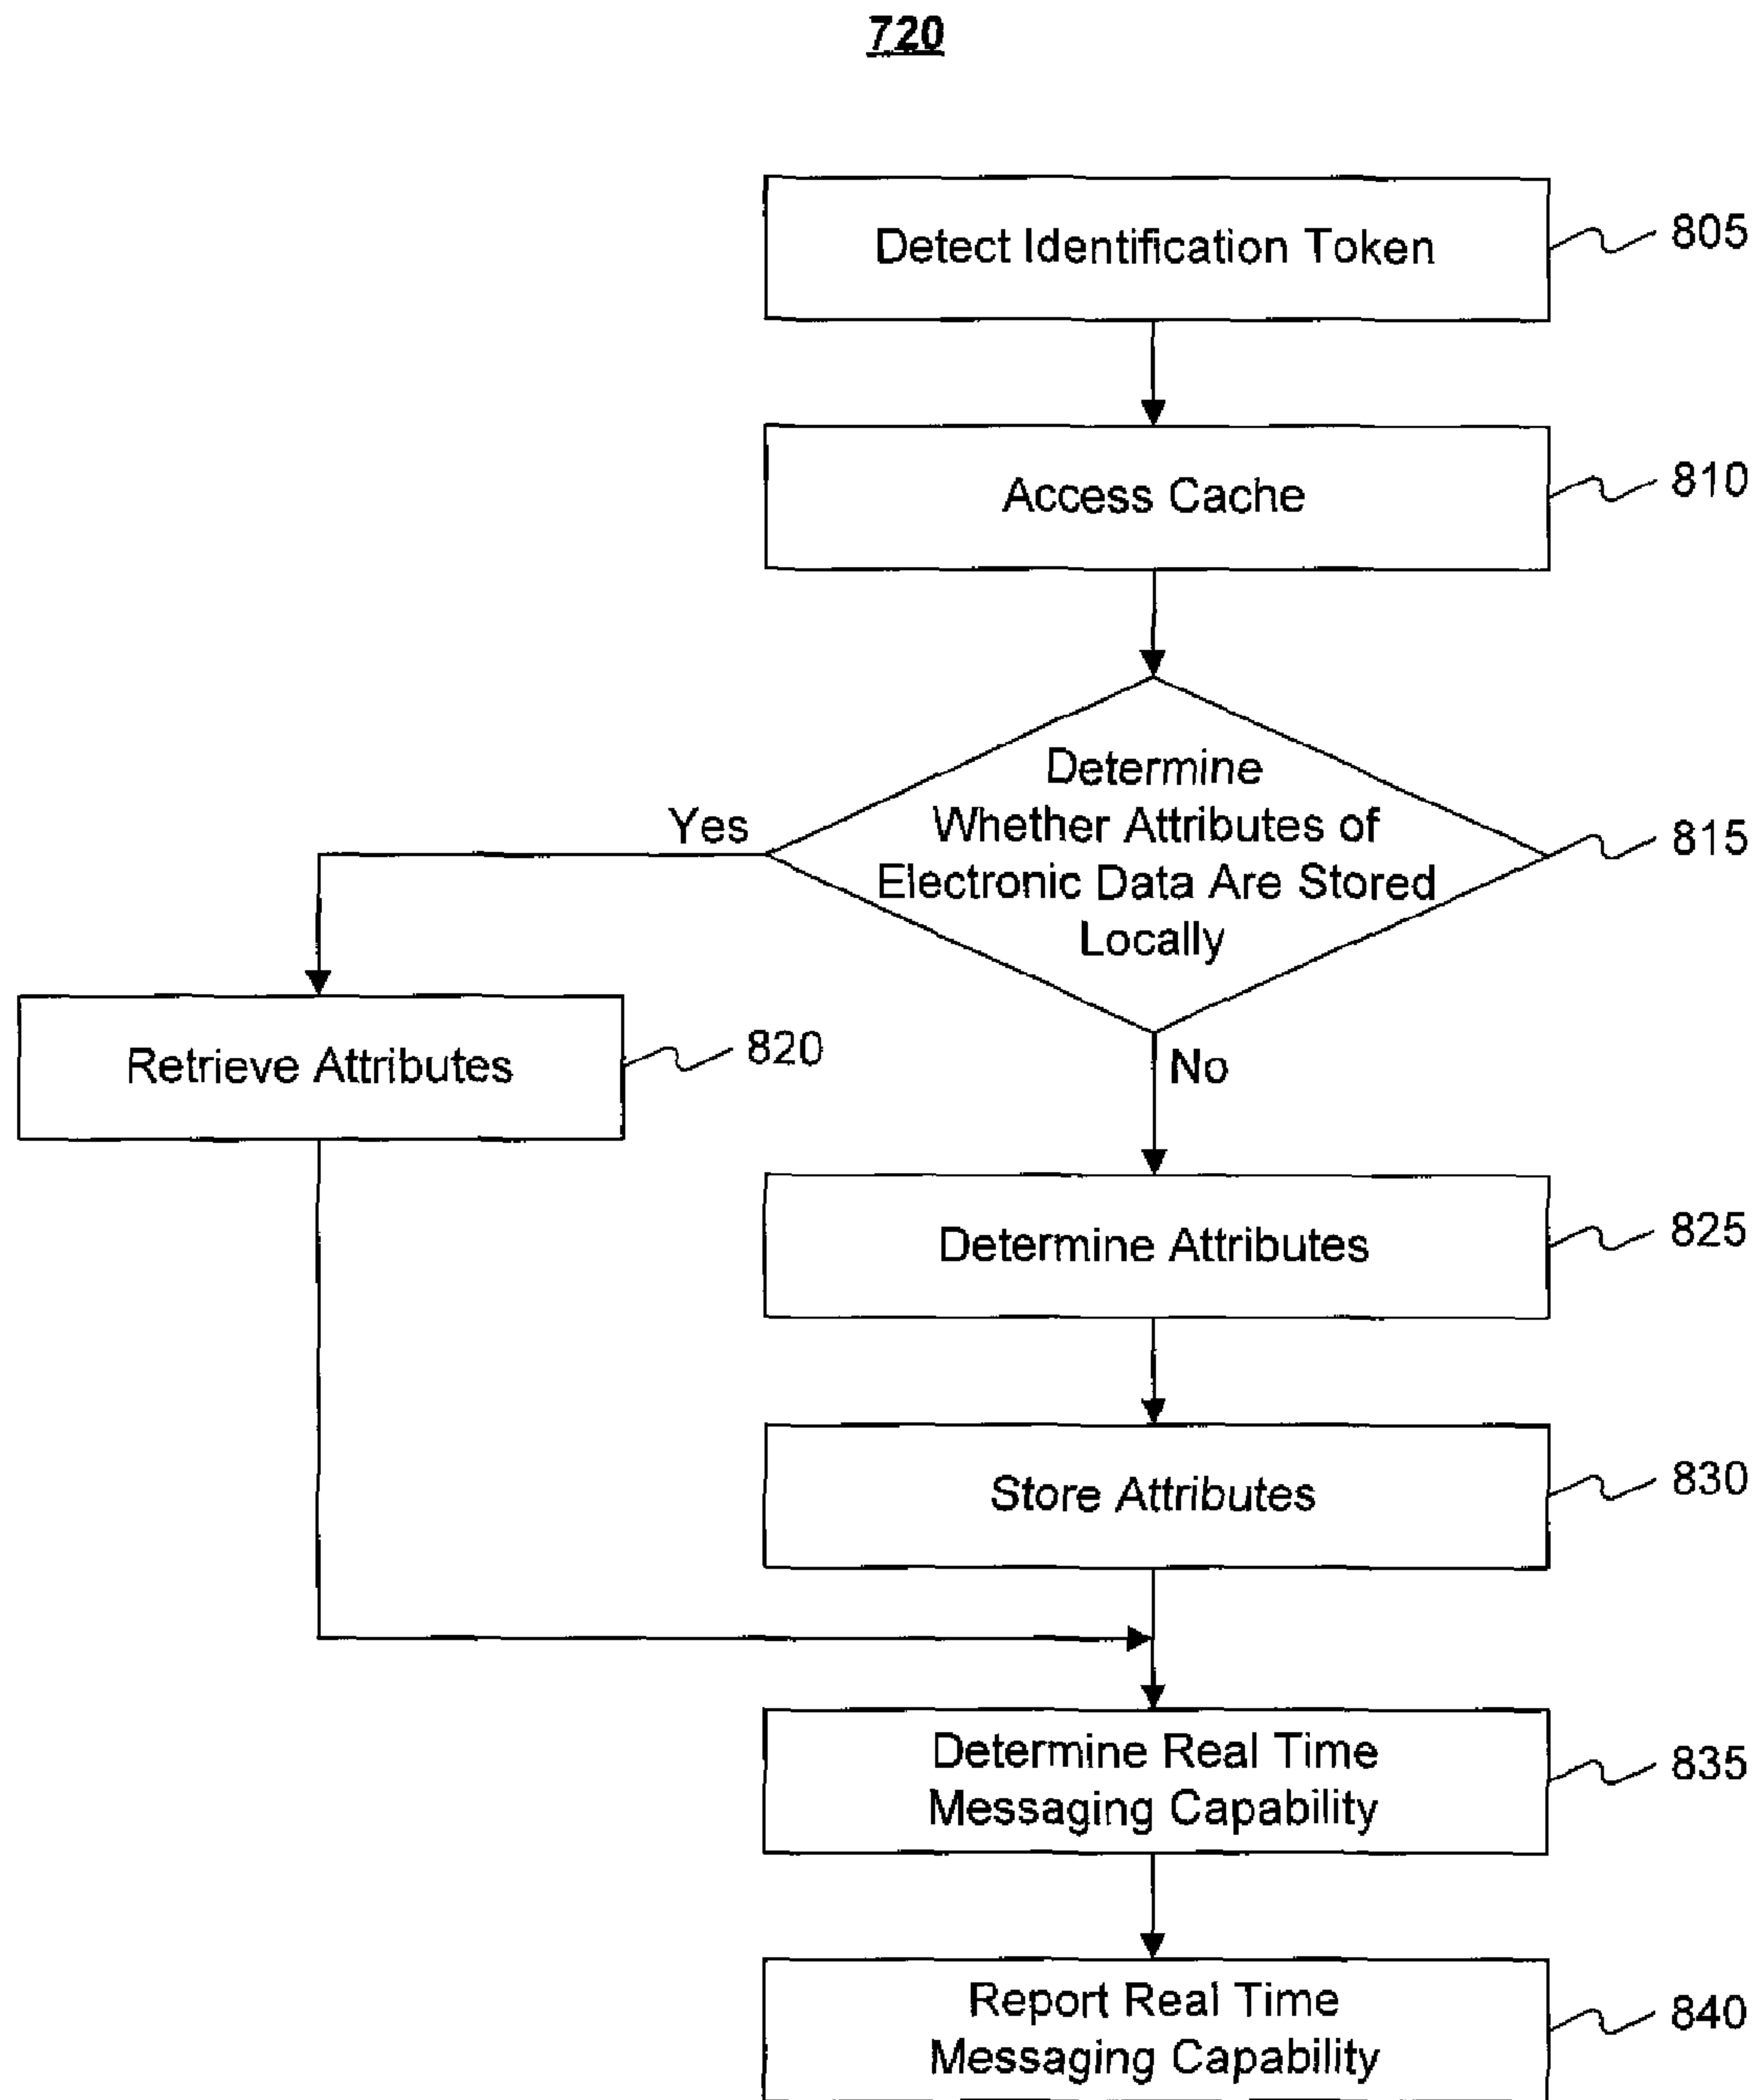 720
Detect Identification Token
805
Access Cache
810
Determine
Whether Attributes of
Electronic Data Are Stored
Locally
815
Yes
Retrieve Attributes
820
No
Determine Attributes
825
Store Attributes
830
Determine Real Time
Messaging Capability
835
Report Real Time
Messaging Capability
840